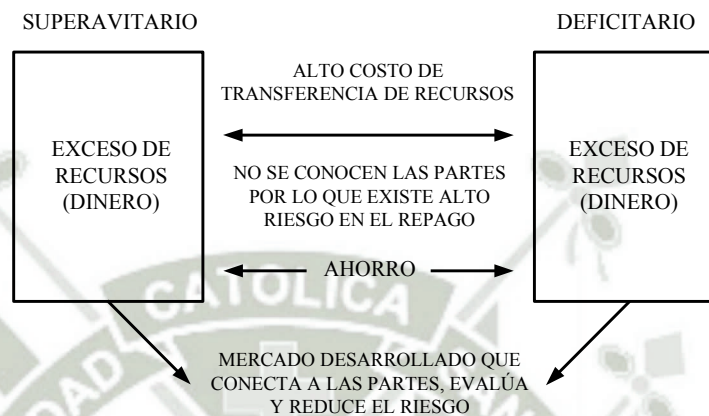 SUPERAVITARIO
DEFICITARIO
ALTO COSTO DE
TRANSFERENCIA DE RECURSOS
EXCESO DE
RECURSOS
(DINERO)
NO SE CONOCEN LAS PARTES
POR LO QUE EXISTE ALTO
RIESGO EN EL REPAGO
EXCESO DE
RECURSOS
(DINERO)
AHORRO
CATOLICA
MERCADO DESARROLLADO QUE
CONECTA A LAS PARTES, EVALÚA
Y REDUCE EL RIESGO